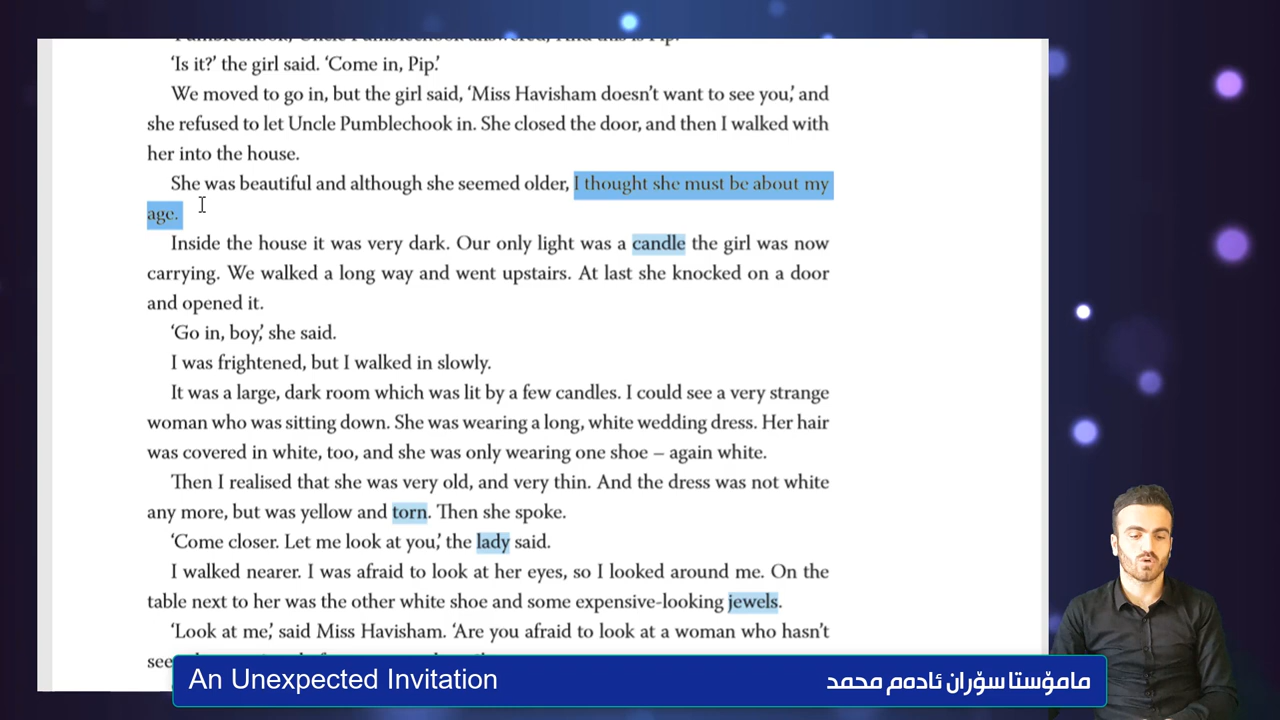 'Is it?' the girl said. 'Come in, Pip.'
We moved to go in, but the girl said, 'Miss Havisham doesn't want to see you,' and
she refused to let Uncle Pumblechook in. She closed the door, and then I walked with
her into the house.
She was beautiful and although she seemed older, I thought she must be about my
age.
Inside the house it was very dark. Our only light was a candle the girl was now
carrying. We walked a long way and went upstairs. At last she knocked on a door
and opened it.
'Go in, boy,' she said.
I was frightened, but I walked in slowly.
It was a large, dark room which was lit by a few candles. I could see a very strange
woman who was sitting down. She was wearing a long, white wedding dress. Her hair
was covered in white, too, and she was only wearing one shoe – again white.
Then I realised that she was very old, and very thin. And the dress was not white
any more, but was yellow and torn. Then she spoke.
'Come closer. Let me look at you,' the lady said.
I walked nearer. I was afraid to look at her eyes, so I looked around me. On the
table next to her was the other white shoe and some expensive-looking jewels.
'Look at me,' said Miss Havisham. 'Are you afraid to look at a woman who hasn't
An Unexpected Invitation
مامۆستا سۆران ئادەم محمد